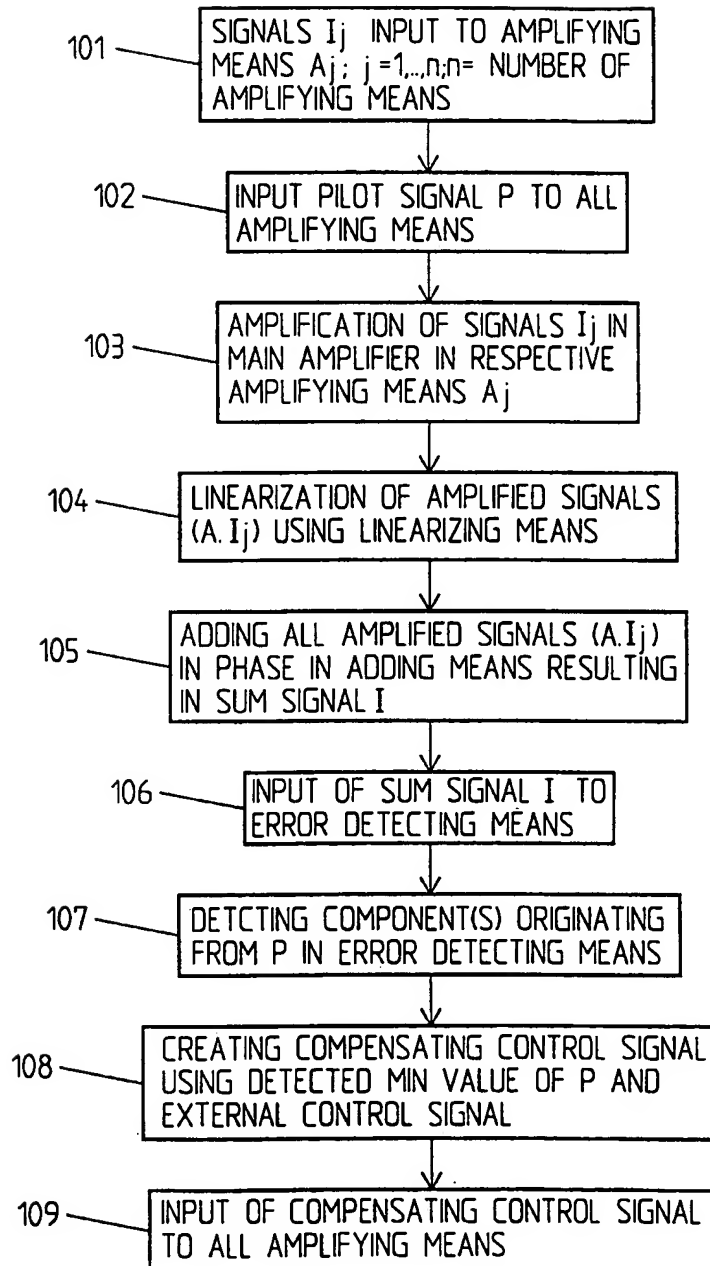 101
SIGNALS Ij INPUT TO AMPLIFYING
MEANS Aj; j=1,..,n;n= NUMBER OF
AMPLIFYING MEANS
102
INPUT PILOT SIGNAL P TO ALL
AMPLIFYING MEANS
103
AMPLIFICATION OF SIGNALS Ij IN
MAIN AMPLIFIER IN RESPECTIVE
AMPLIFYING MEANS Aj
104
LINEARIZATION OF AMPLIFIED SIGNALS
(A.Ij) USING LINEARIZING MEANS
105
ADDING ALL AMPLIFIED SIGNALS (A.Ij)
IN PHASE IN ADDING MEANS RESULTING
IN SUM SIGNAL I
106
INPUT OF SUM SIGNAL I TO
ERROR DETECTING MEANS
107
DETCTING COMPONENT(S) ORIGINATING
FROM P IN ERROR DETECTING MEANS
108
CREATING COMPENSATING CONTROL SIGNAL
USING DETECTED MIN VALUE OF P AND
EXTERNAL CONTROL SIGNAL
109
INPUT OF COMPENSATING CONTROL SIGNAL
TO ALL AMPLIFYING MEANS